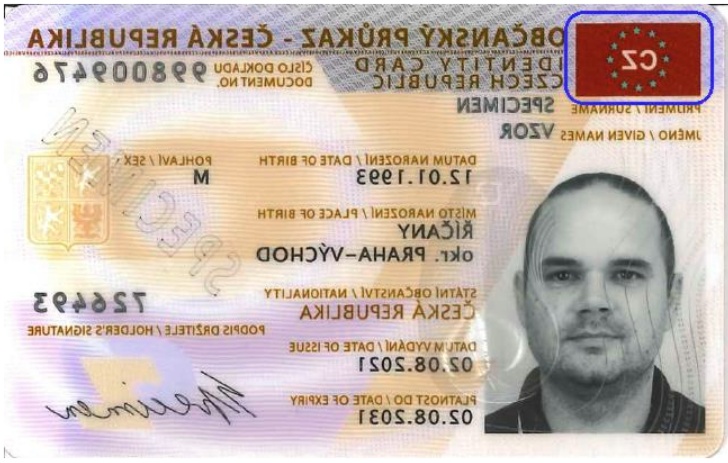 OBČANSKÝ PRŮKAZ - ČESKÁ REPUBLIKA
IDENTITY CARD
CZECH REPUBLIC
CZ
ČÍSLO DOKLADU
DOCUMENT NO.
998009476
PŘÍJMENÍ / SURNAME SPECIMEN
JMÉNO / GIVEN NAMES VZOR
DATUM NAROZENÍ / DATE OF BIRTH
12.01.1993
POHLAVÍ / SEX
M
MÍSTO NAROZENÍ / PLACE OF BIRTH
ŘÍČANY
okr. PRAHA-VÝCHOD
STÁTNÍ OBČANSTVÍ / NATIONALITY
ČESKÁ REPUBLIKA
DATUM VYDÁNÍ / DATE OF ISSUE
02.08.2021
PLATNOST DO / DATE OF EXPIRY
02.08.2031
726493
PODPIS DRŽITELE / HOLDER'S SIGNATURE
Specimen
SPECIMEN